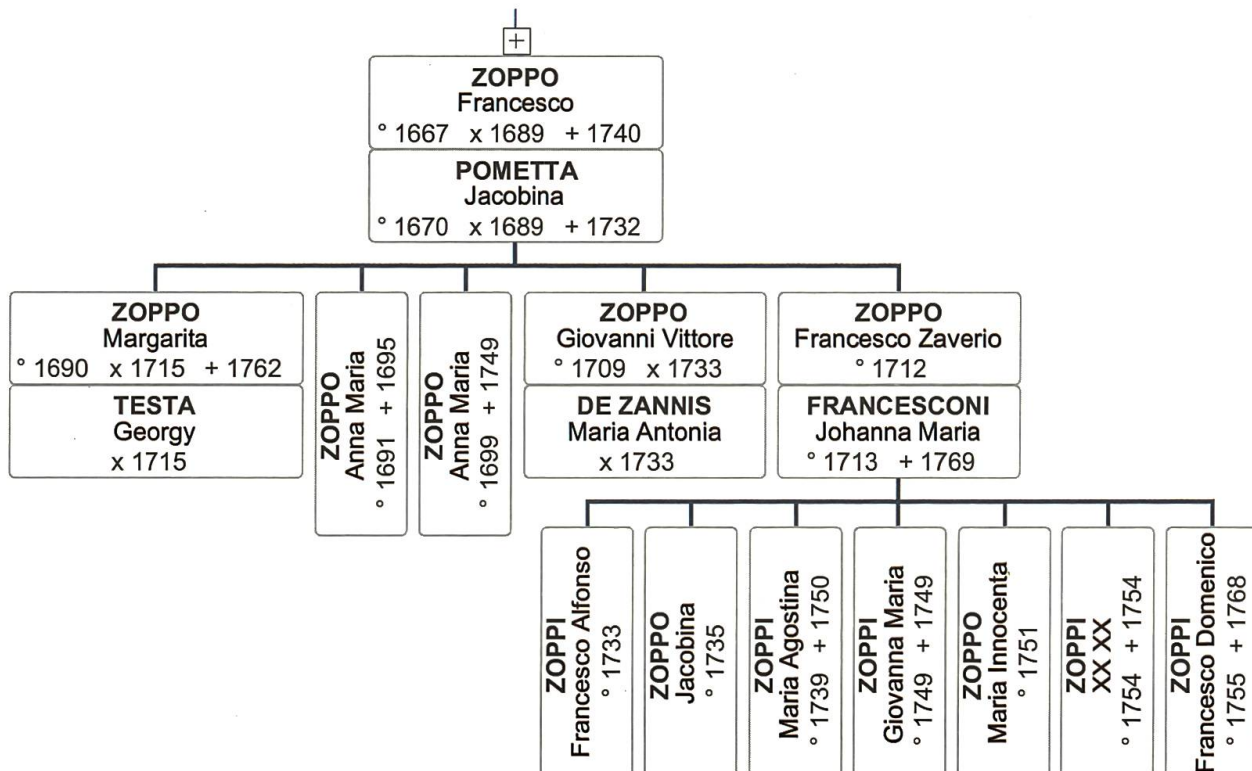 +
ZOPPO
Francesco
° 1667 x 1689 + 1740
POMETTA
Jacobina
° 1670 x 1689 + 1732
ZOPPO
Margarita
° 1690 x 1715 + 1762
TESTA
Georgy
x 1715
ZOPPO
Anna Maria
° 1691 + 1695
ZOPPO
Anna Maria
° 1699 + 1749
ZOPPO
Giovanni Vittore
° 1709 x 1733
DE ZANNIS
Maria Antonia
x 1733
ZOPPO
Francesco Zaverio
° 1712
FRANCESCONI
Johanna Maria
° 1713 + 1769
ZOPPI
Francesco Alfonso
° 1733
ZOPPO
Jacobina
° 1735
ZOPPI
Maria Agostina
° 1739 + 1750
ZOPPI
Giovanna Maria
° 1749 + 1749
ZOPPO
Maria Innocenta
° 1751
ZOPPI
XX XX
° 1754 + 1754
ZOPPI
Francesco Domenico
° 1755 + 1768